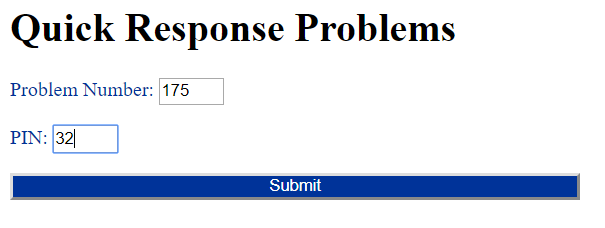 Quick Response Problems
Problem Number: 175
PIN: 32
Submit